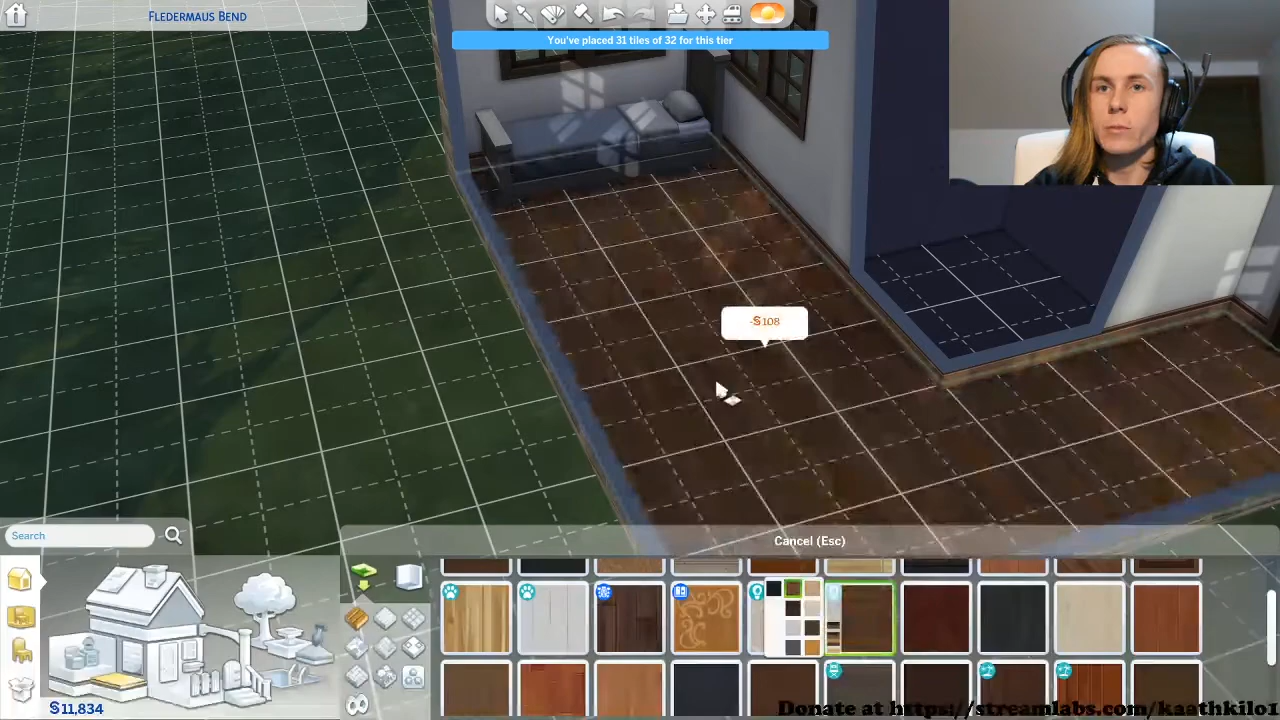 Fledermaus Bend
You've placed 31 tiles of 32 for this tier
-§108
Search
Cancel (Esc)
§11,834
Donate at https://streamlabs.com/kaathkilo1